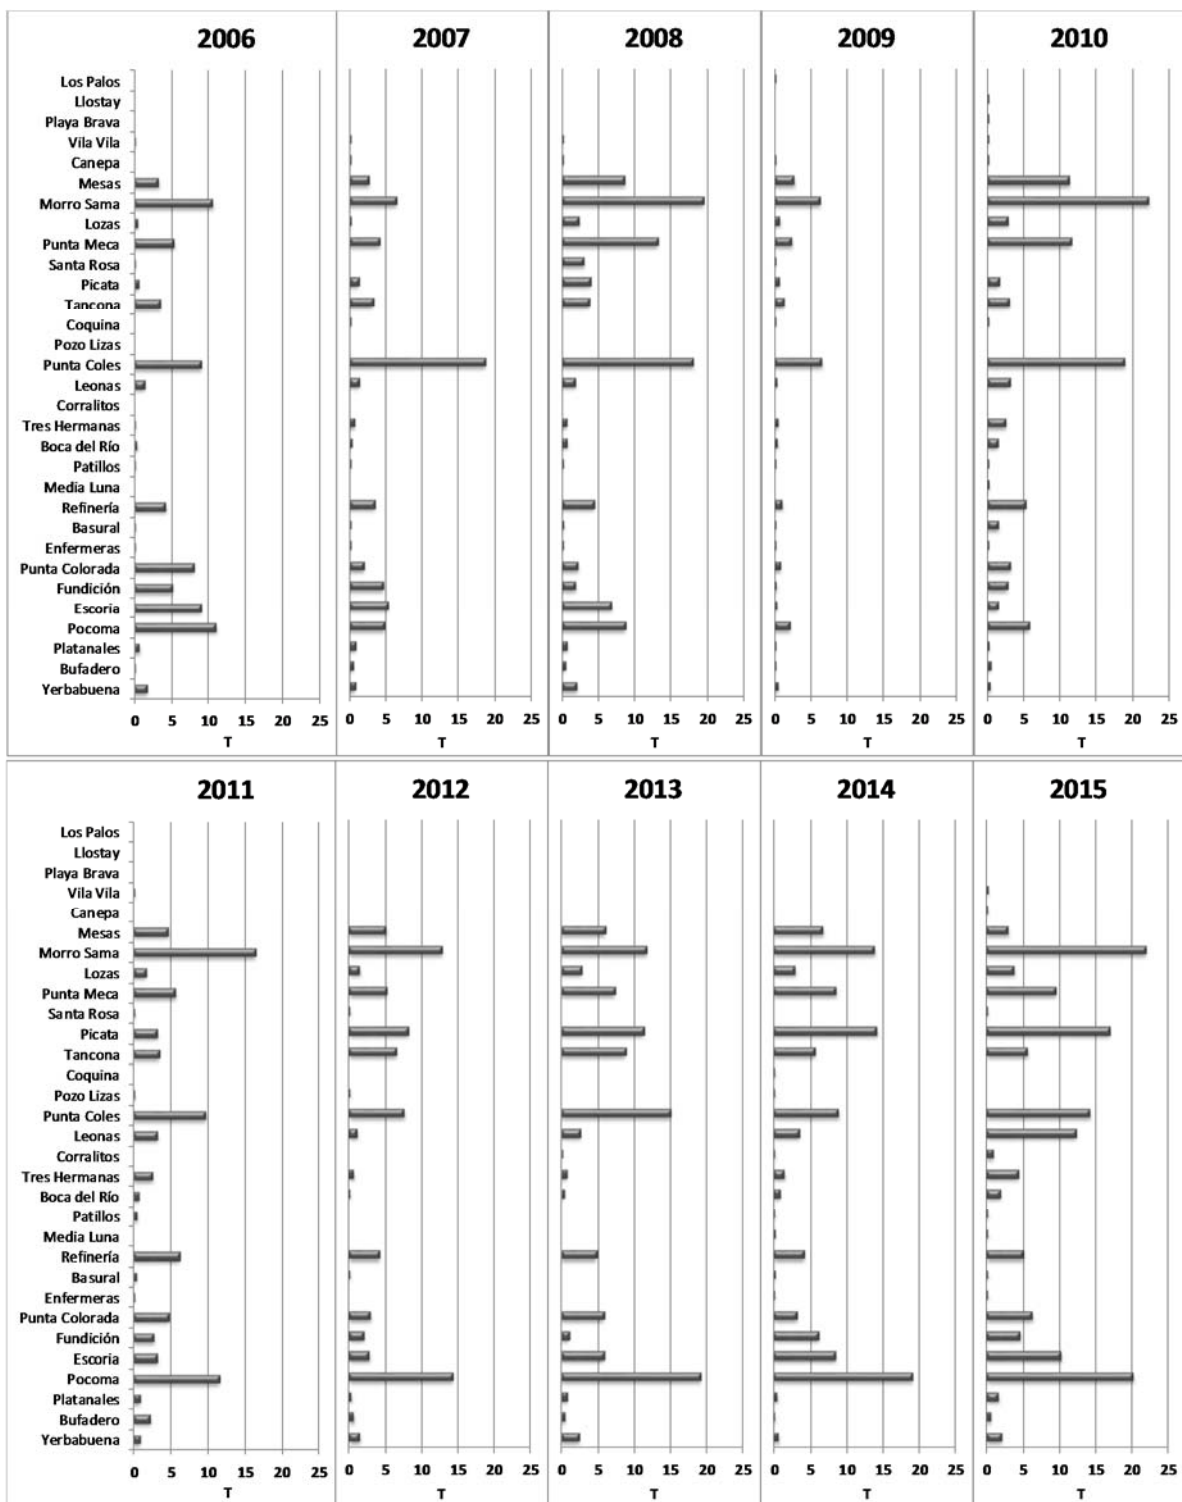 2006 2007 2008 2009 2010
Los Palos
Llostay
Playa Brava
Vila Vila
Canepa
Mesas
Morro Sama
Lozas
Punta Meca
Santa Rosa
Picata
Tancona
Coquina
Pozo Lizas
Punta Coles
Leonas
Corralitos
Tres Hermanas
Boca del Río
Patillos
Media Luna
Refinería
Basural
Enfermeras
Punta Colorada
Fundición
Escoria
Pocoma
Platanales
Bufadero
Yerbabuena
0 5 10 15 20 25 0 5 10 15 20 25 0 5 10 15 20 25 0 5 10 15 20 25 0 5 10 15 20 25
T T T T T
2011 2012 2013 2014 2015
Los Palos
Llostay
Playa Brava
Vila Vila
Canepa
Mesas
Morro Sama
Lozas
Punta Meca
Santa Rosa
Picata
Tancona
Coquina
Pozo Lizas
Punta Coles
Leonas
Corralitos
Tres Hermanas
Boca del Río
Patillos
Media Luna
Refinería
Basural
Enfermeras
Punta Colorada
Fundición
Escoria
Pocoma
Platanales
Bufadero
Yerbabuena
0 5 10 15 20 25 0 5 10 15 20 25 0 5 10 15 20 25 0 5 10 15 20 25 0 5 10 15 20 25
T T T T T